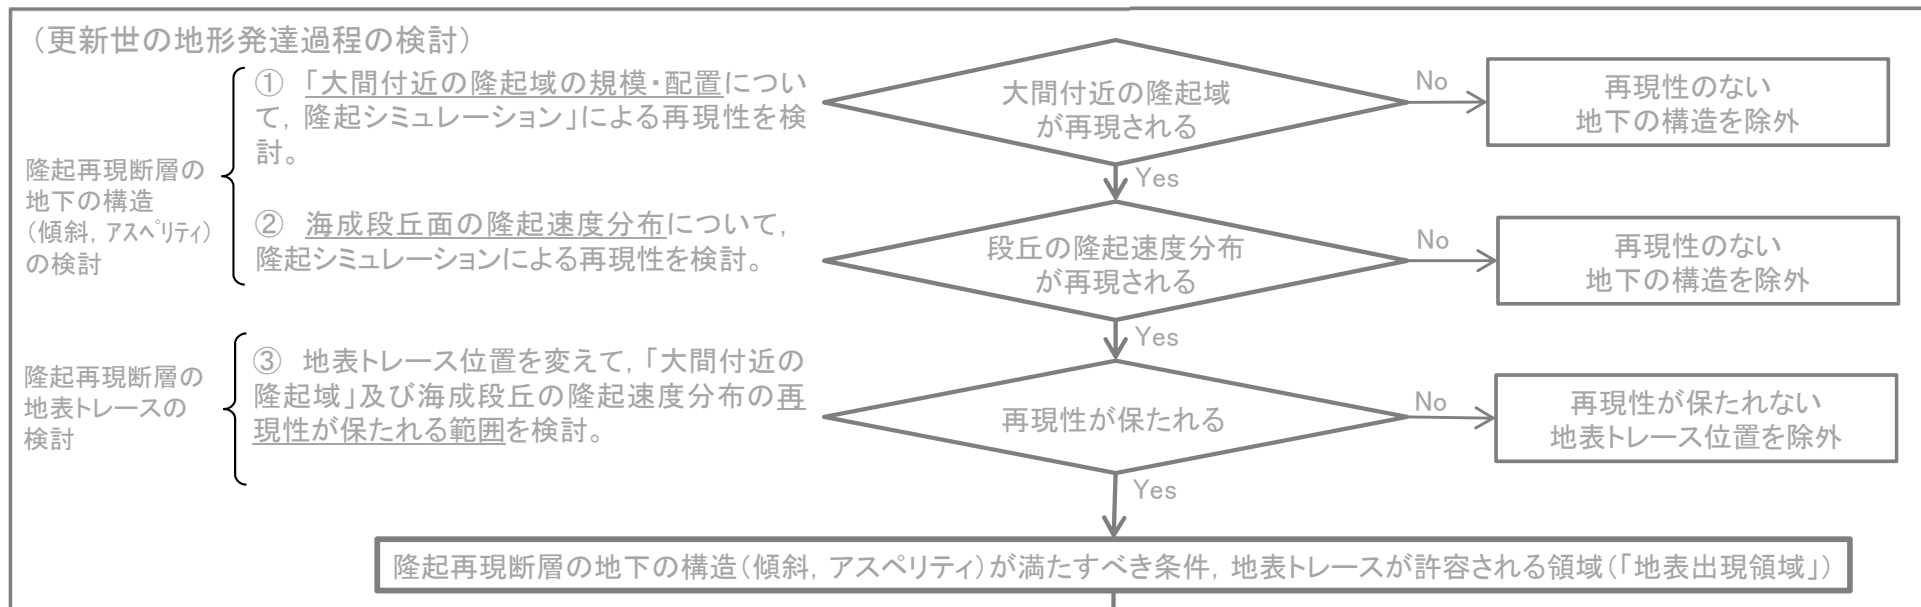 （更新世の地形発達過程の検討）
隆起再現断層の
地下の構造
（傾斜，アスペリティ）
の検討
① 「大間付近の隆起域の規模・配置につい
て，隆起シミュレーション」による再現性を検
討。
② 海成段丘面の隆起速度分布について，
隆起シミュレーションによる再現性を検討。
隆起再現断層の
地表トレースの
検討
③ 地表トレース位置を変えて，「大間付近の
隆起域」及び海成段丘の隆起速度分布の再
現性が保たれる範囲を検討。
大間付近の隆起域
が再現される
No
再現性のない
地下の構造を除外
Yes
段丘の隆起速度分布
が再現される
No
再現性のない
地下の構造を除外
Yes
再現性が保たれる
No
再現性が保たれない
地表トレース位置を除外
Yes
隆起再現断層の地下の構造（傾斜，アスペリティ）が満たすべき条件，地表トレースが許容される領域（「地表出現領域」）